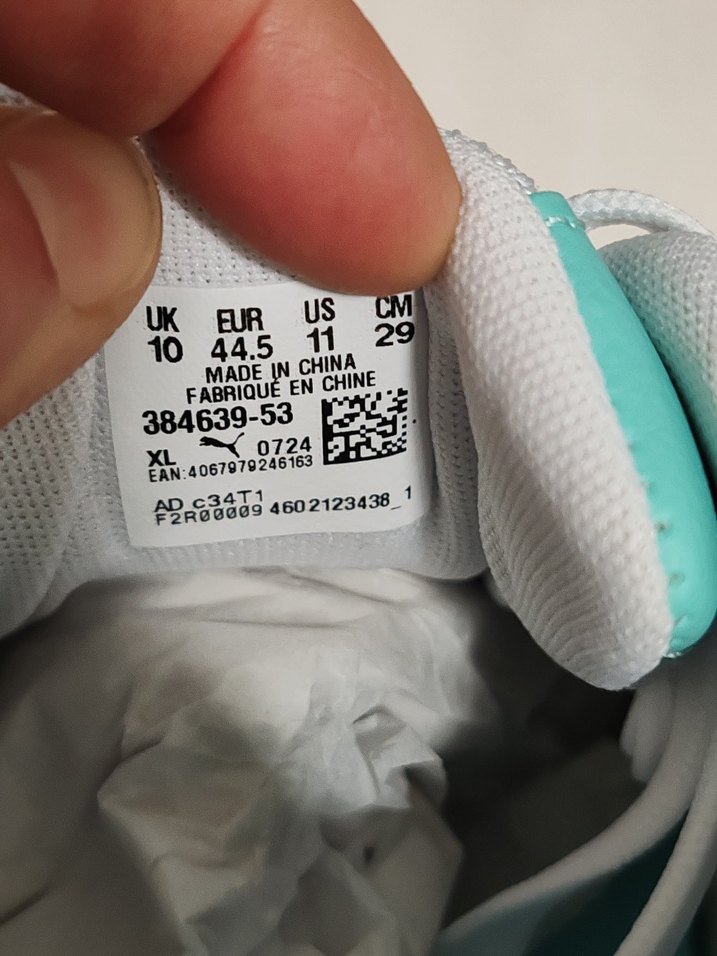 UK EUR US CM
10 44.5 11 29
MADE IN CHINA
FABRIQUÉ EN CHINE
384639-53
XL 0724
EAN:4067979246163
AD c34T1
F2R00009 4602123438_1